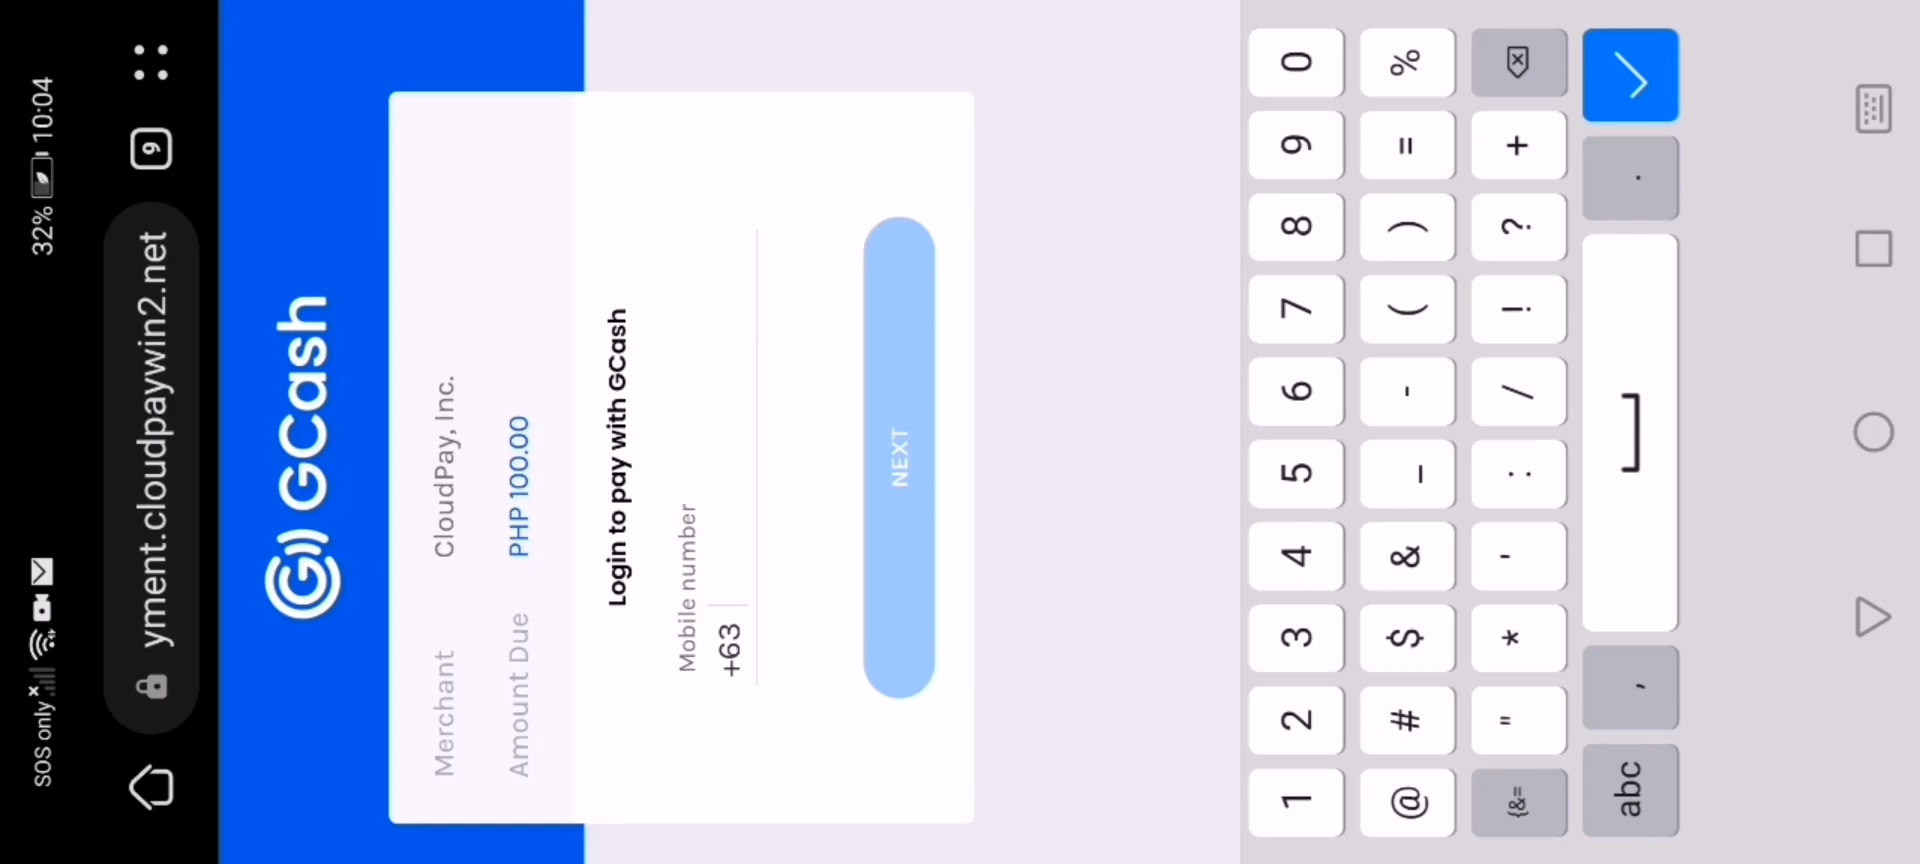 SOS only 32% 10:04
yment.cloudpaywin2.net 9
GCash
Merchant CloudPay, Inc.
Amount Due PHP 100.00
Login to pay with GCash
Mobile number
+63
NEXT
1 2 3 4 5 6 7 8 9 0
@ # $ & _ - ( ) = %
{&= " * ' : / ! ? +
abc , .